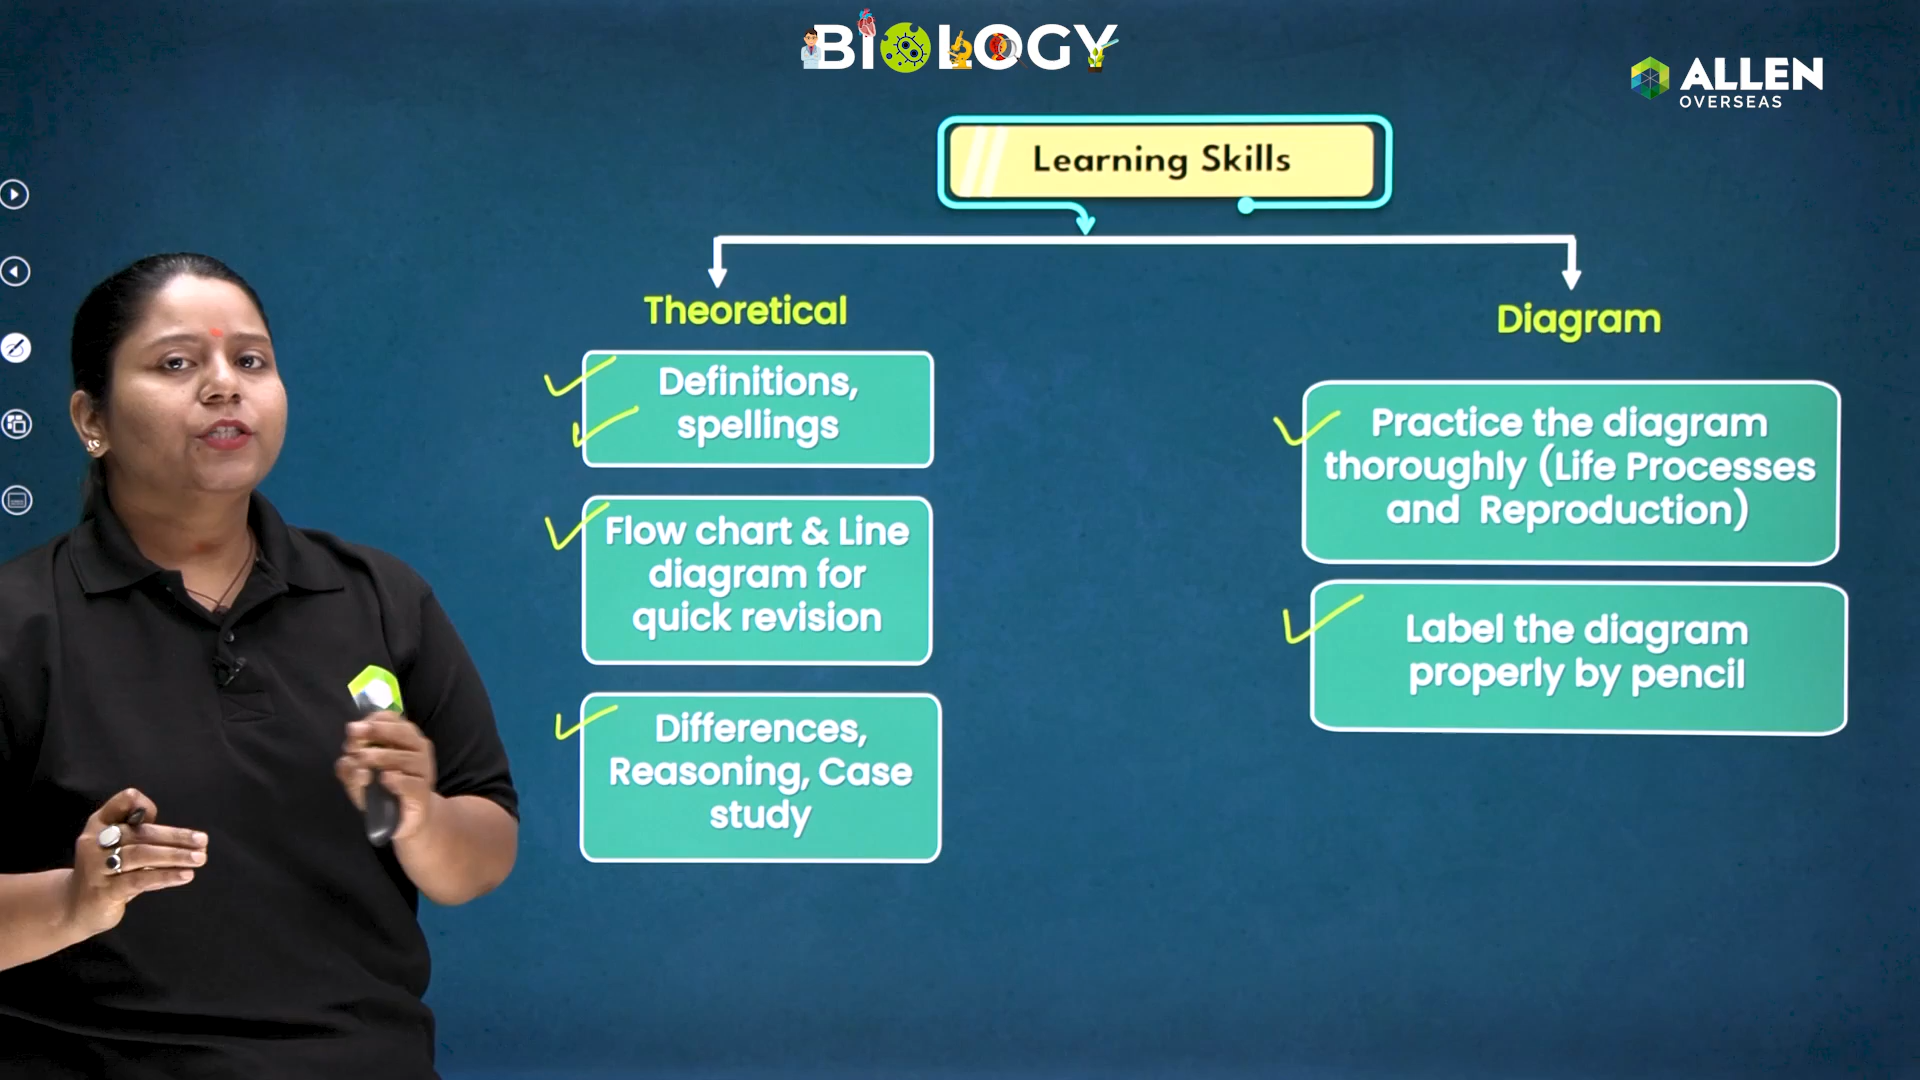 BIOLOGY
ALLEN
OVERSEAS
Learning Skills
Theoretical
Definitions,
spellings
Flow chart & Line
diagram for
quick revision
Differences,
Reasoning, Case
study
Diagram
Practice the diagram
thoroughly (Life Processes
and Reproduction)
Label the diagram
properly by pencil